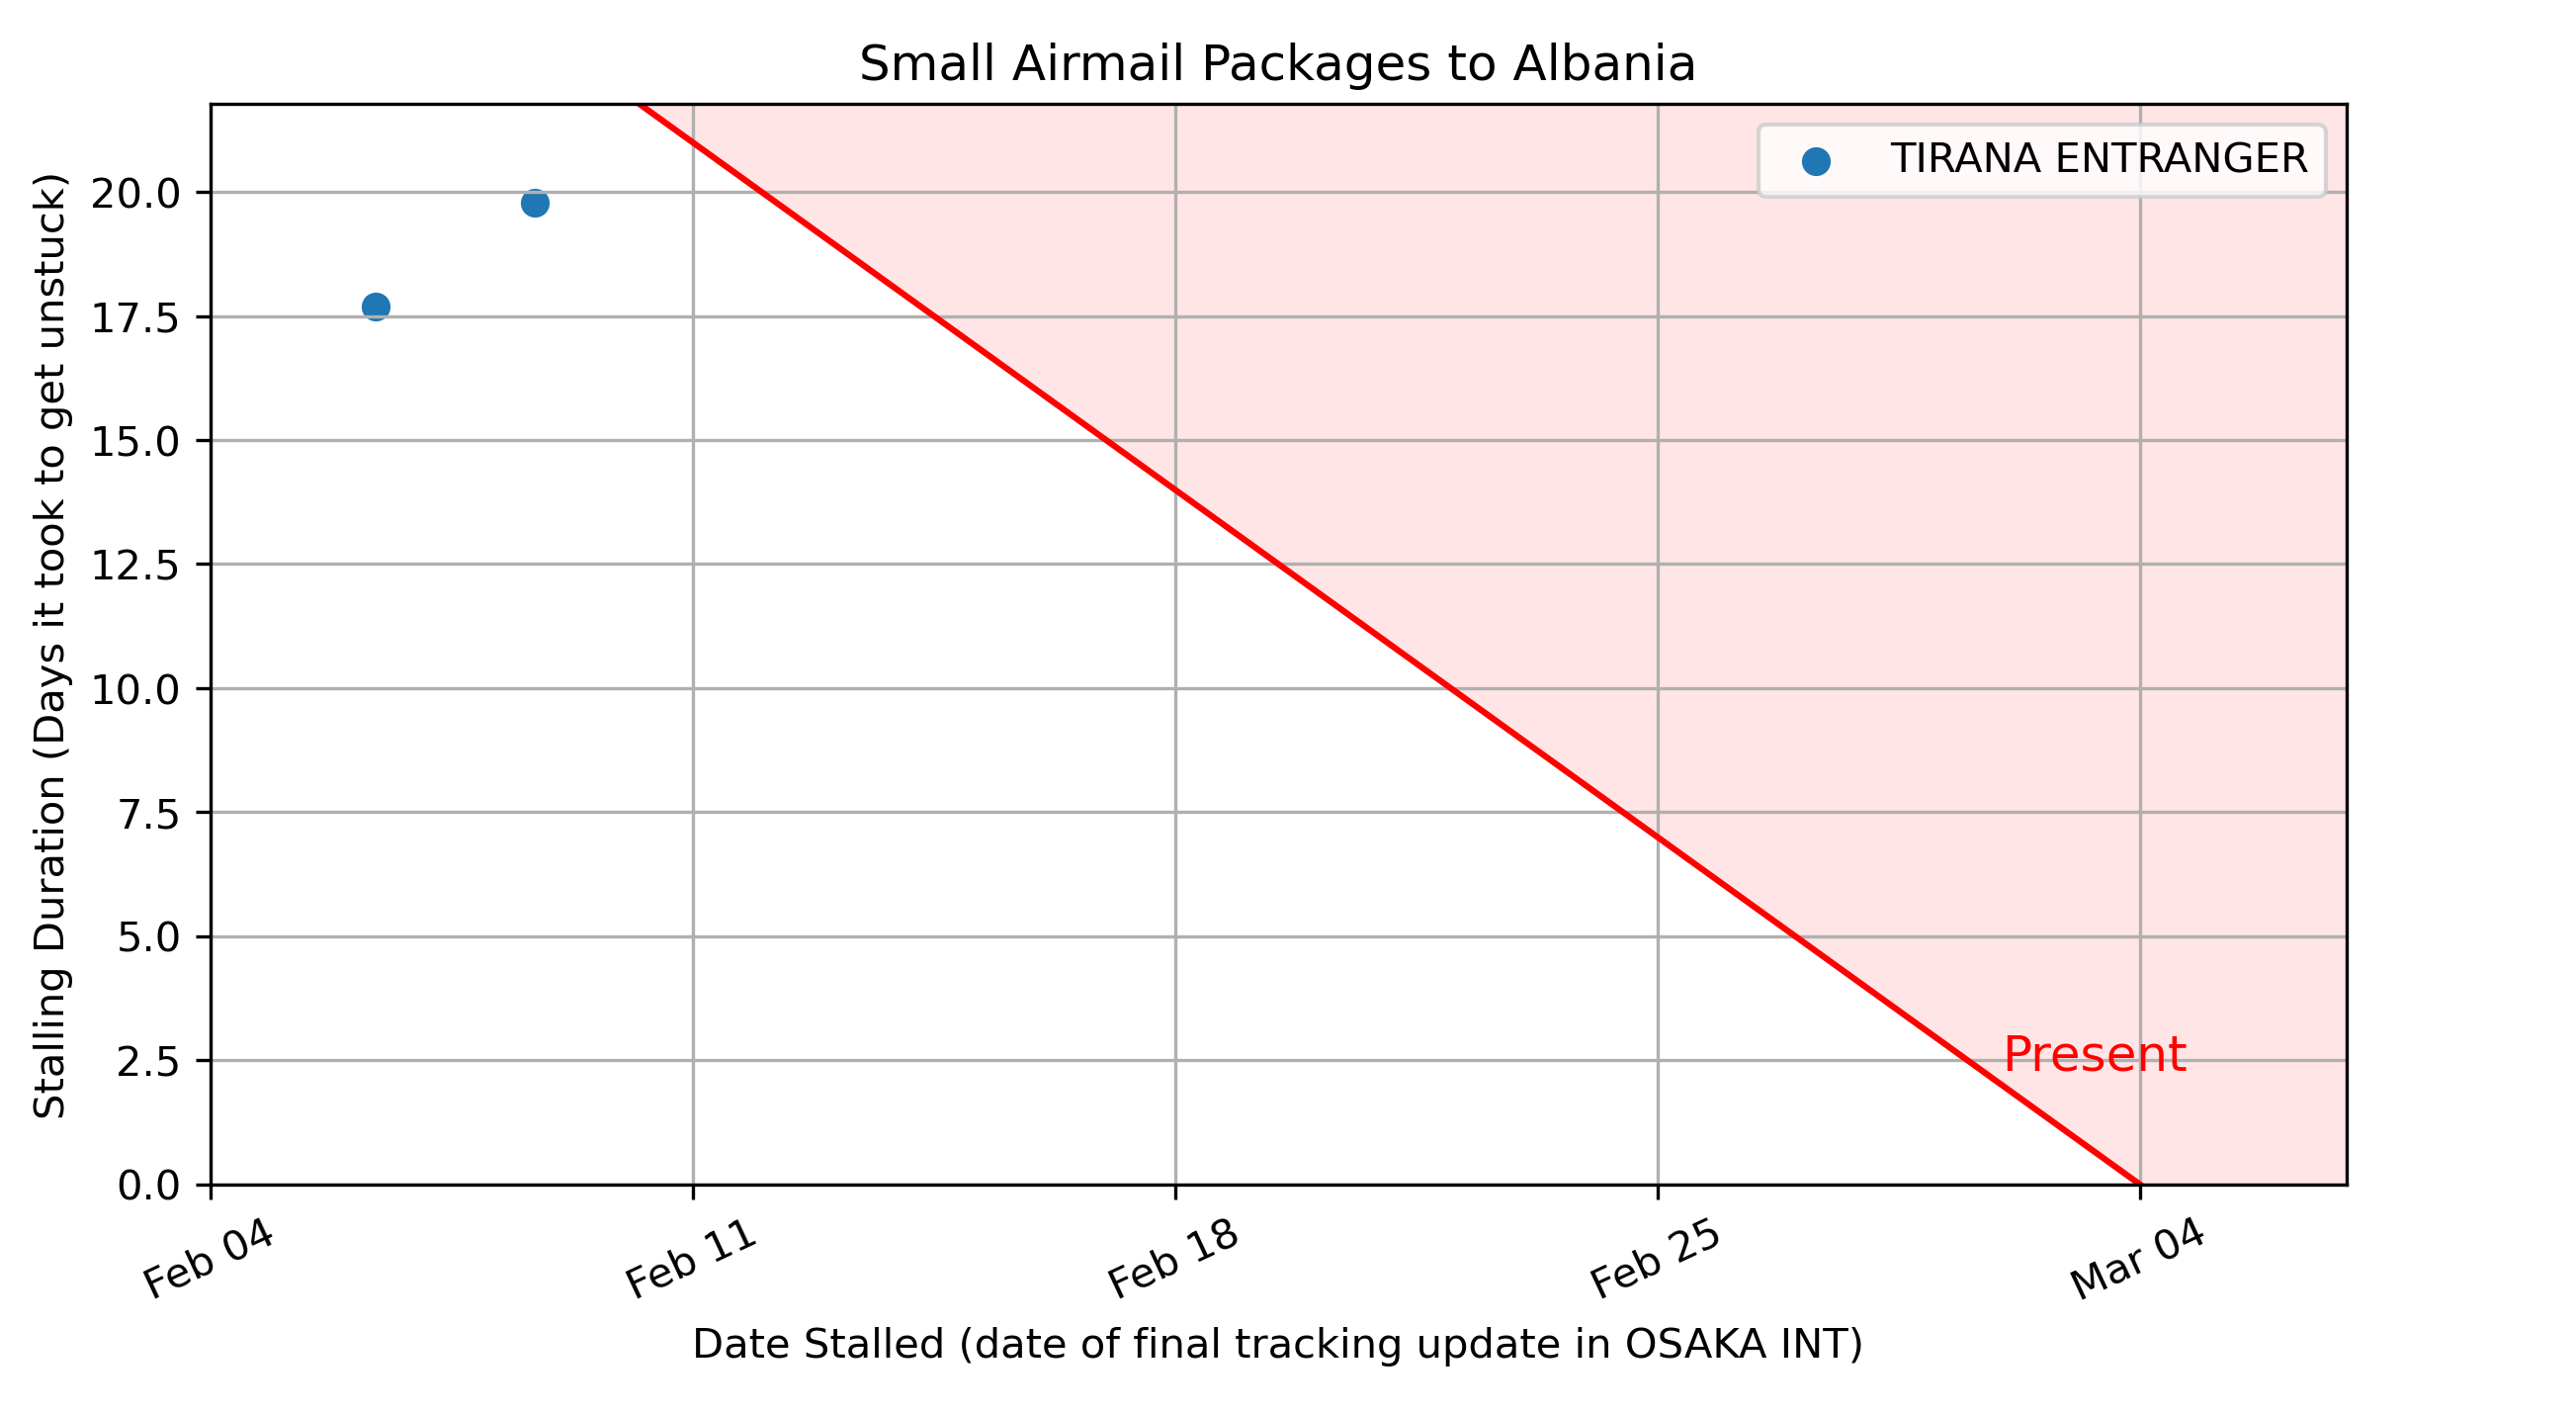 Small Airmail Packages to Albania
TIRANA ENTRANGER
Stalling Duration (Days it took to get unstuck)
20.0
17.5
15.0
12.5
10.0
7.5
5.0
2.5
0.0
Present
Feb 04
Feb 11
Feb 18
Feb 25
Mar 04
Date Stalled (date of final tracking update in OSAKA INT)